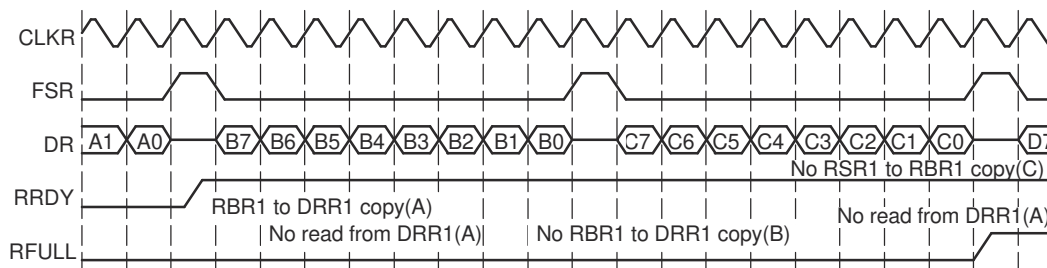 CLKR
FSR
DR A1 A0 B7 B6 B5 B4 B3 B2 B1 B0 C7 C6 C5 C4 C3 C2 C1 C0 D7
No RSR1 to RBR1 copy(C)
RRDY
RBR1 to DRR1 copy(A)
No read from DRR1(A)
No read from DRR1(A) No RBR1 to DRR1 copy(B)
RFULL